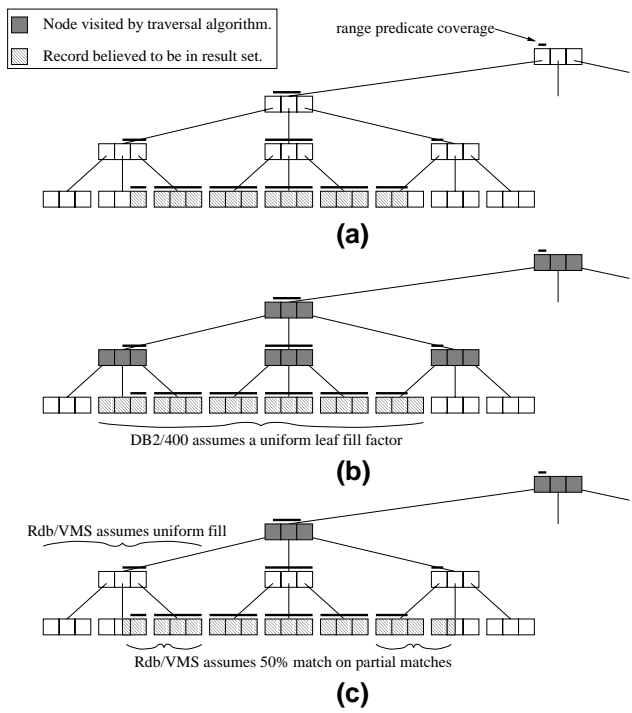 Node visited by traversal algorithm.
Record believed to be in result set.
range predicate coverage
(a)
DB2/400 assumes a uniform leaf fill factor
(b)
Rdb/VMS assumes uniform fill
Rdb/VMS assumes 50% match on partial matches
(c)